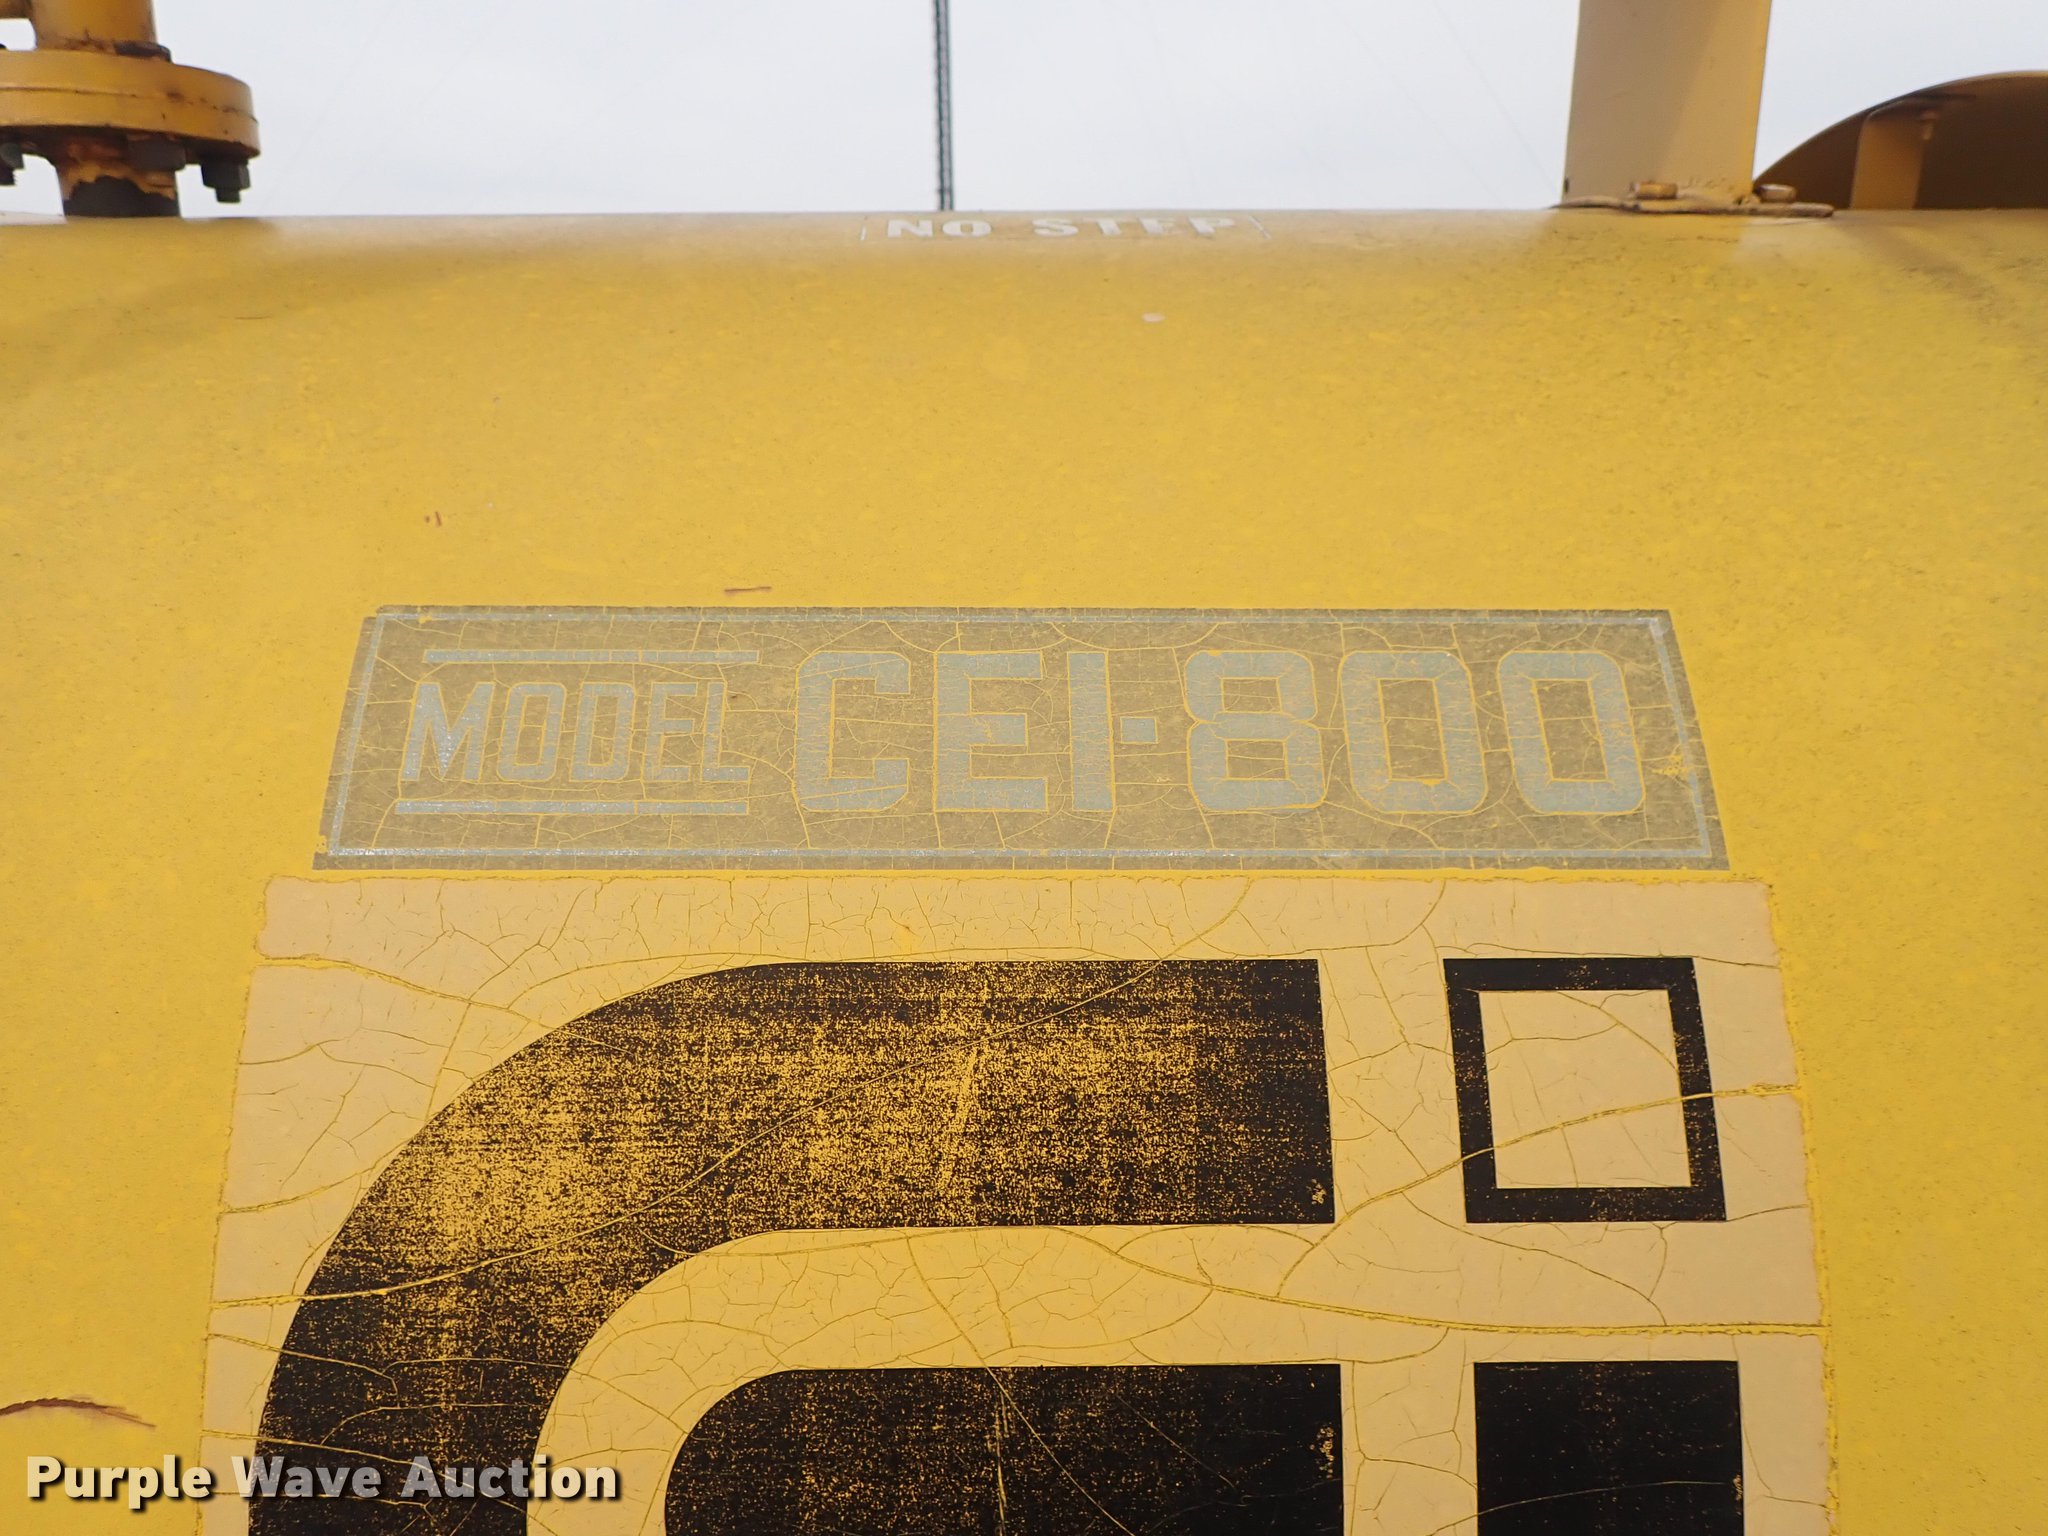 NO STEP
MODEL CEI-800
Purple Wave Auction